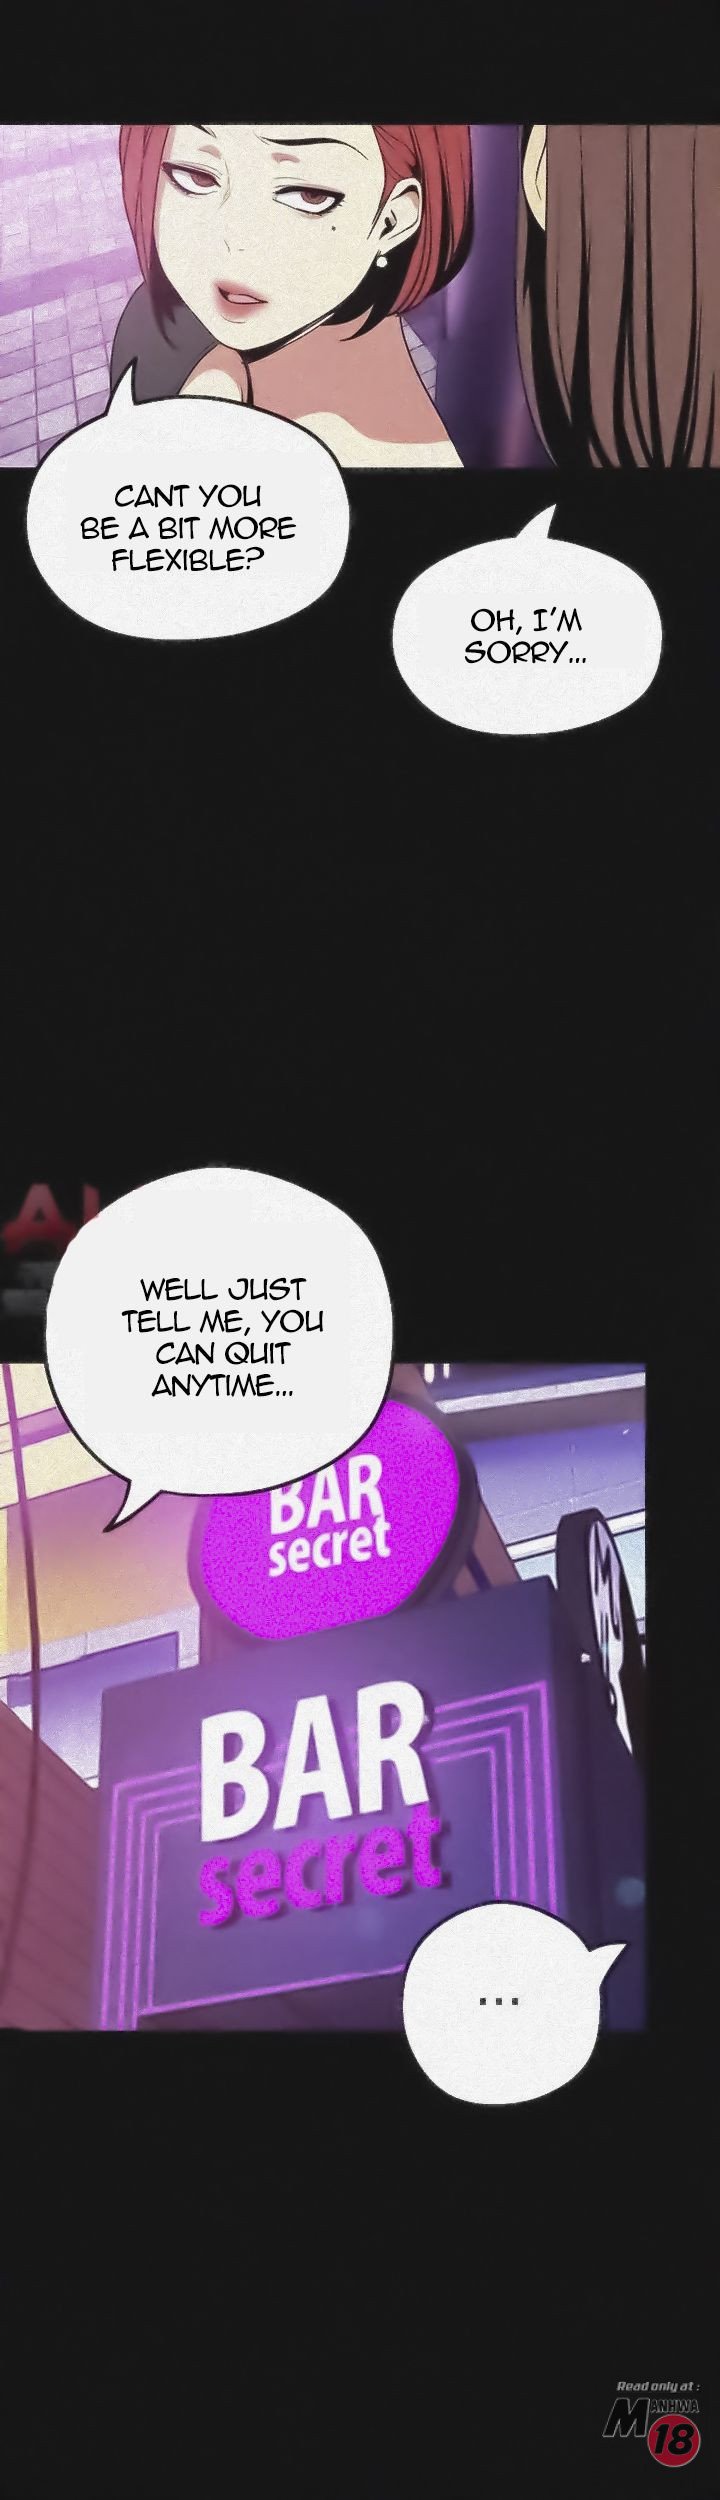 CANT YOU
BE A BIT MORE
FLEXIBLE?
OH, I'M
SORRY...
WELL JUST
TELL ME, YOU
CAN QUIT
ANYTIME...
BAR
secret
BAR
secret
...
Read only at :
MANHWA
18